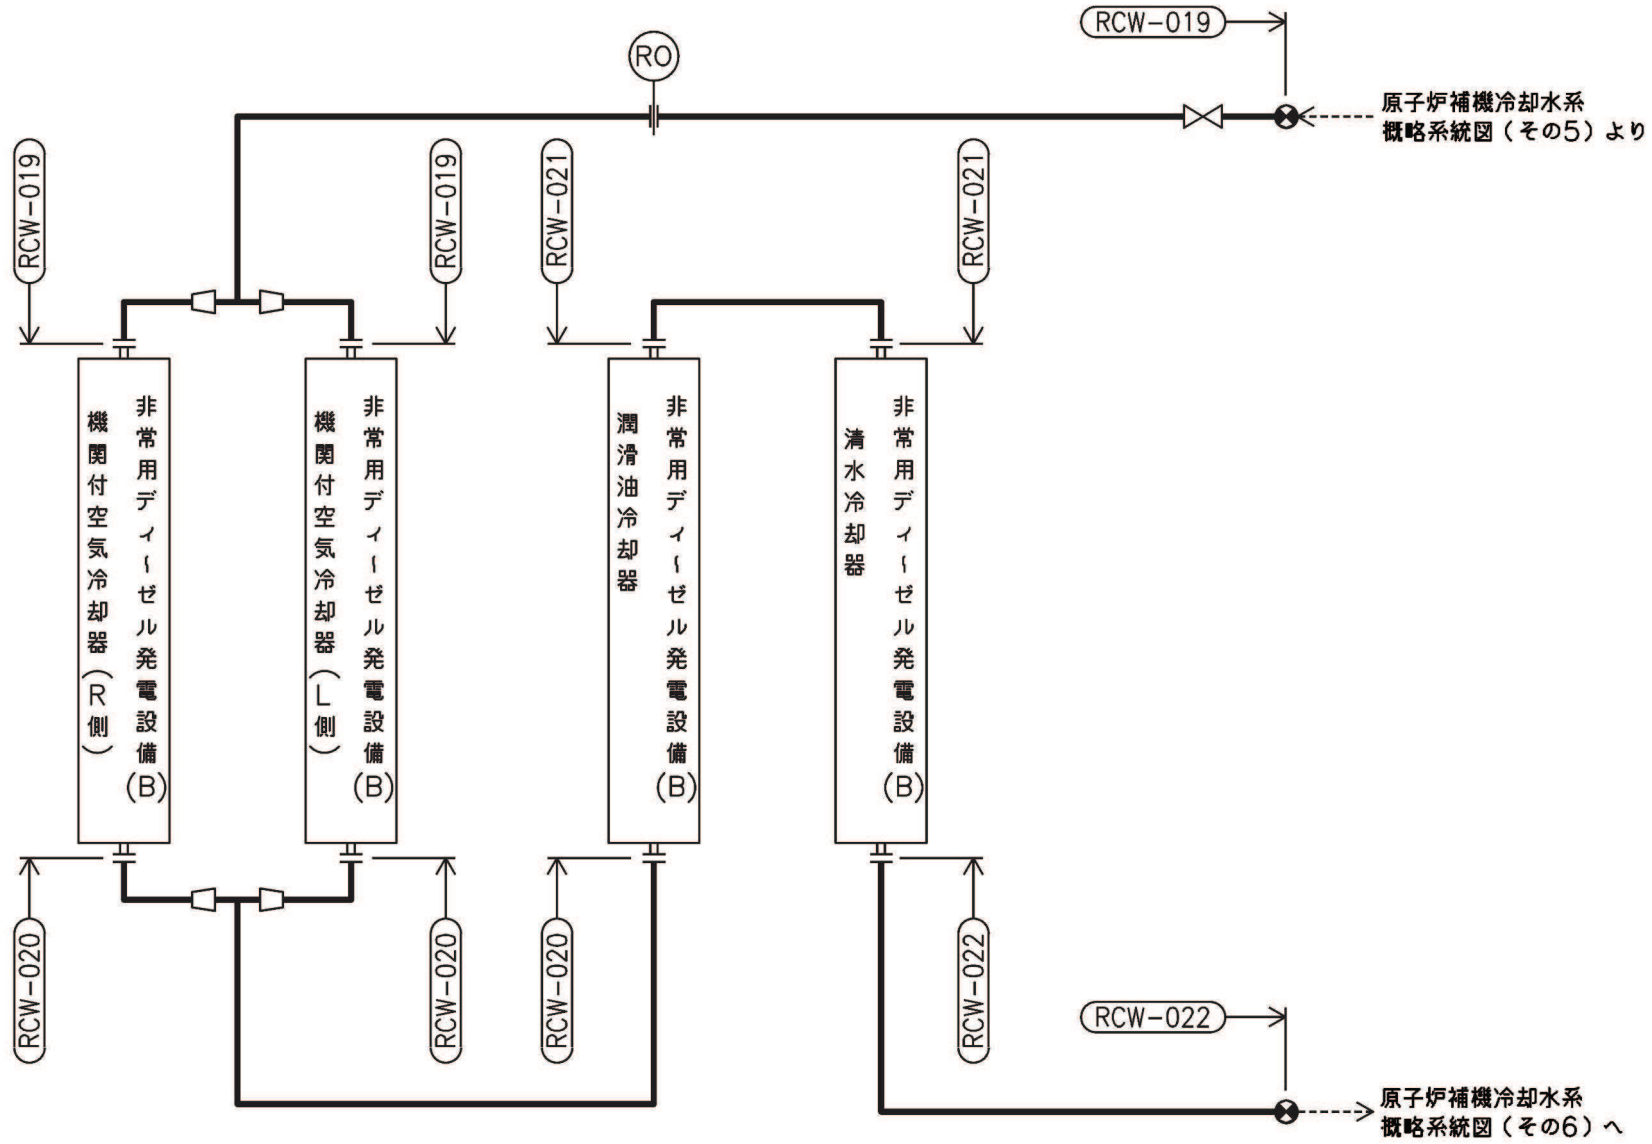 RCW-019
RO
原子炉補機冷却水系
概略系統図（その5）より
RCW-019
RCW-019
RCW-021
RCW-021
非常用ディーゼル発電設備(B)
機関付空気冷却器(R側)
非常用ディーゼル発電設備(B)
機関付空気冷却器(L側)
非常用ディーゼル発電設備(B)
潤滑油冷却器
非常用ディーゼル発電設備(B)
清水冷却器
RCW-020
RCW-020
RCW-020
RCW-022
RCW-022
原子炉補機冷却水系
概略系統図（その6）へ